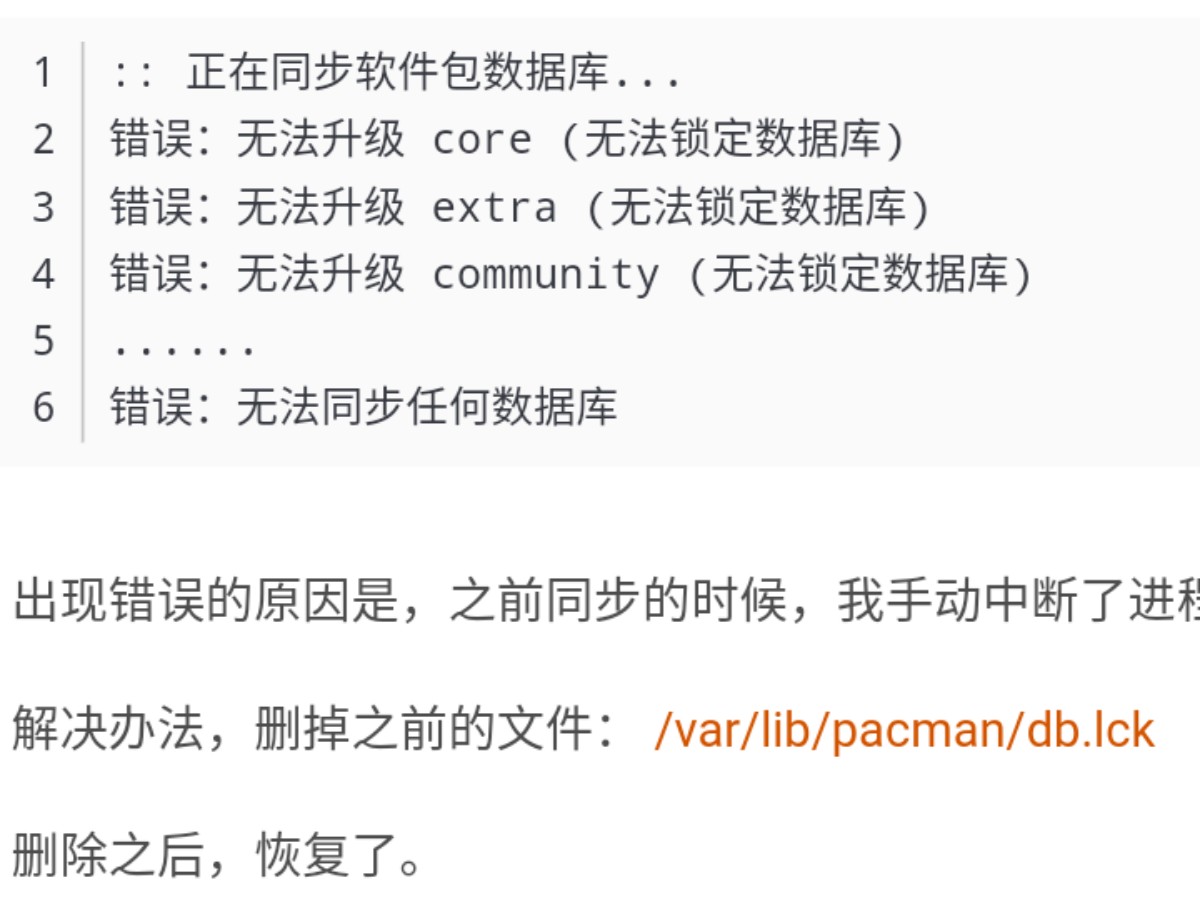 1 :: 正在同步软件包数据库...
2 错误：无法升级 core (无法锁定数据库)
3 错误：无法升级 extra (无法锁定数据库)
4 错误：无法升级 community (无法锁定数据库)
5 ......
6 错误：无法同步任何数据库
出现错误的原因是，之前同步的时候，我手动中断了进程
解决办法，删掉之前的文件： /var/lib/pacman/db.lck
删除之后，恢复了。